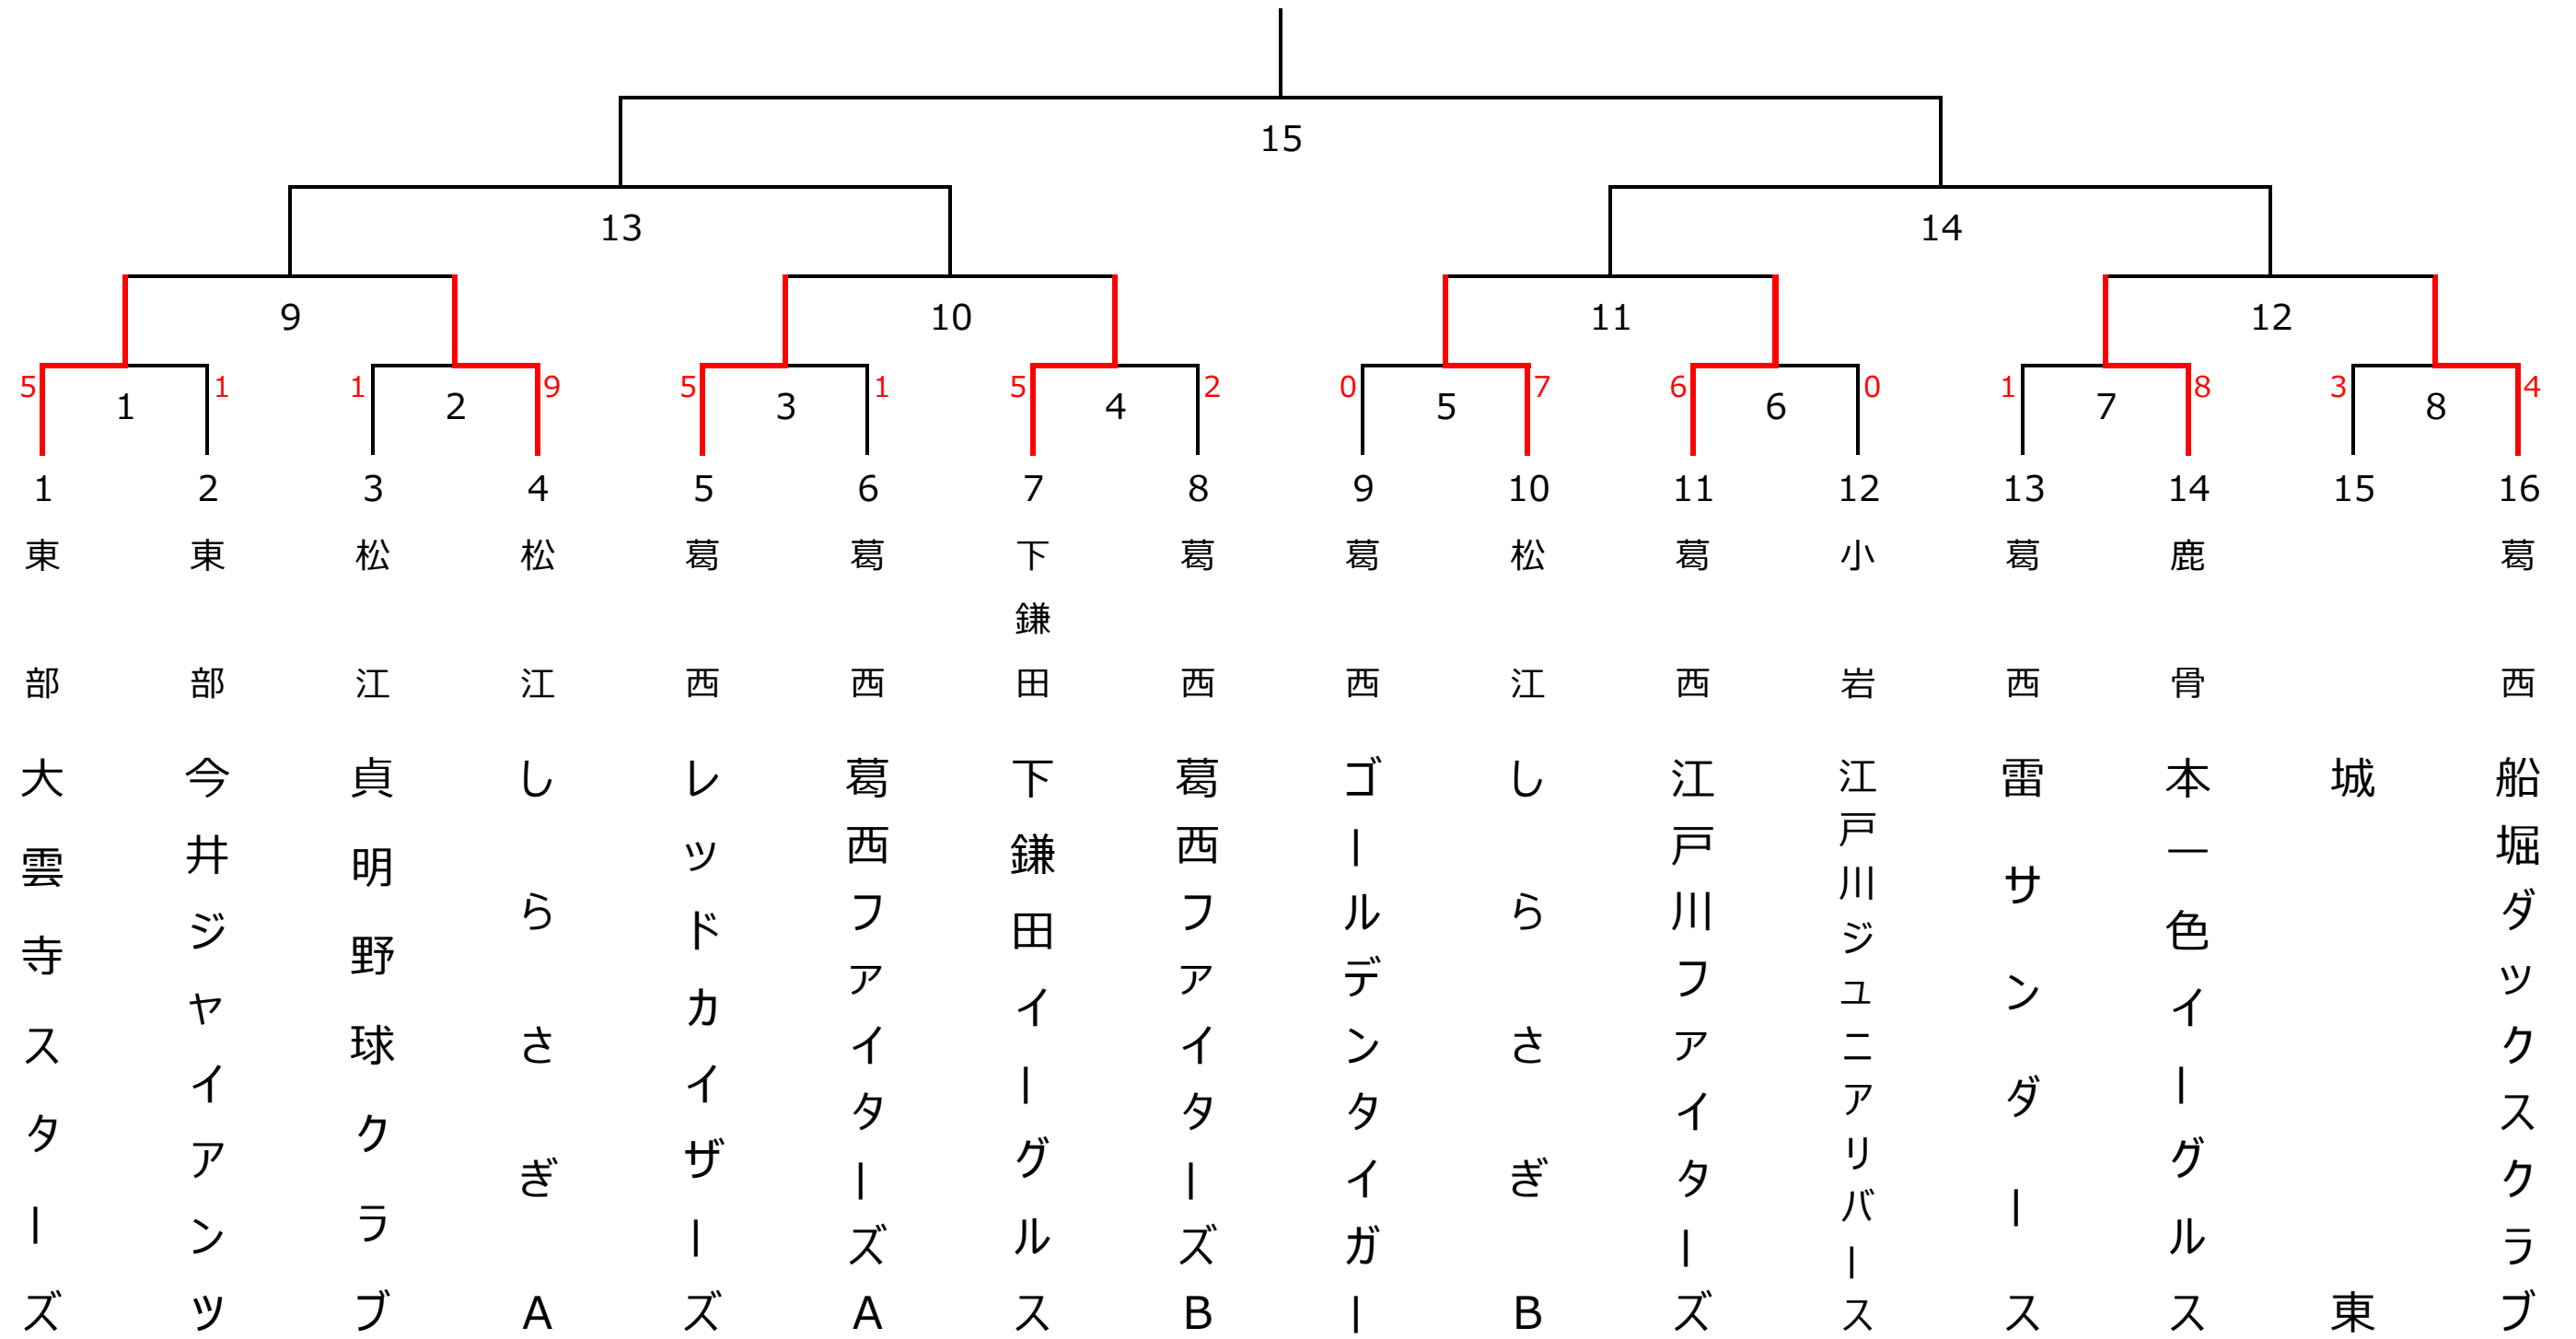 15
13
14
9
10
11
12
5 1 1 9 5 1 5 2 0 7 6 0 1 8 3 4
1 2 3 4 5 6 7 8
1 2 3 4 5 6 7 8 9 10 11 12 13 14 15 16
東部
大雲寺スターズ
東部
今井ジャイアンツ
松江
貞明野球クラブ
松江
しらさぎA
葛西
レッドカイザーズ
葛西
葛西ファイターズA
下鎌田
下鎌田イーグルス
葛西
葛西ファイターズB
葛西
ゴールデンタイガー
松江
しらさぎB
葛西
江戸川ファイターズ
小岩
江戸川ジュニアリバース
葛西
雷サンダース
鹿骨
本一色イーグルス
城東
葛西
船堀ダックスクラブ